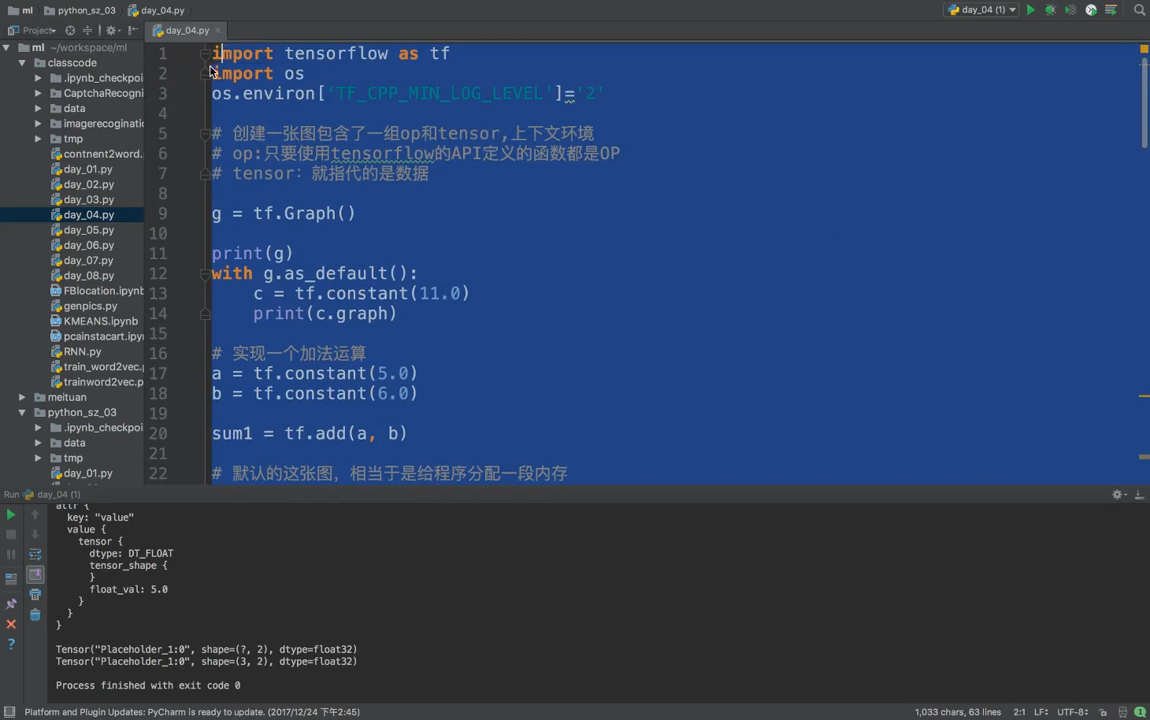 ml python_sz_03 day_04.py
day_04 (1)
Project
day_04.py
ml ~/workspace/ml
classcode
.ipynb_checkpoi
CaptchaRecogni
data
imagerecoginatio
tmp
contnent2word.
day_01.py
day_02.py
day_03.py
day_04.py
day_05.py
day_06.py
day_07.py
day_08.py
FBlocation.ipynb
genpics.py
KMEANS.ipynb
pcainstacart.ipyn
RNN.py
train_word2vec.p
trainword2vec.p
meituan
python_sz_03
.ipynb_checkpoi
data
tmp
day_01.py
1 import tensorflow as tf
2 import os
3 os.environ['TF_CPP_MIN_LOG_LEVEL']='2'
4
5 # 创建一张图包含了一组op和tensor,上下文环境
6 # op:只要使用tensorflow的API定义的函数都是OP
7 # tensor: 就指代的是数据
8
9 g = tf.Graph()
10
11 print(g)
12 with g.as_default():
13 c = tf.constant(11.0)
14 print(c.graph)
15
16 # 实现一个加法运算
17 a = tf.constant(5.0)
18 b = tf.constant(6.0)
19
20 sum1 = tf.add(a, b)
21
22 # 默认的这张图，相当于是给程序分配一段内存
Run day_04 (1)
attr {
key: "value"
value {
tensor {
dtype: DT_FLOAT
tensor_shape {
}
float_val: 5.0
}
}
}
Tensor("Placeholder_1:0", shape=(?, 2), dtype=float32)
Tensor("Placeholder_1:0", shape=(3, 2), dtype=float32)
Process finished with exit code 0
Platform and Plugin Updates: PyCharm is ready to update. (2017/12/24 下午2:45) 1,033 chars, 63 lines 2:1 LF÷ UTF-8÷ 1